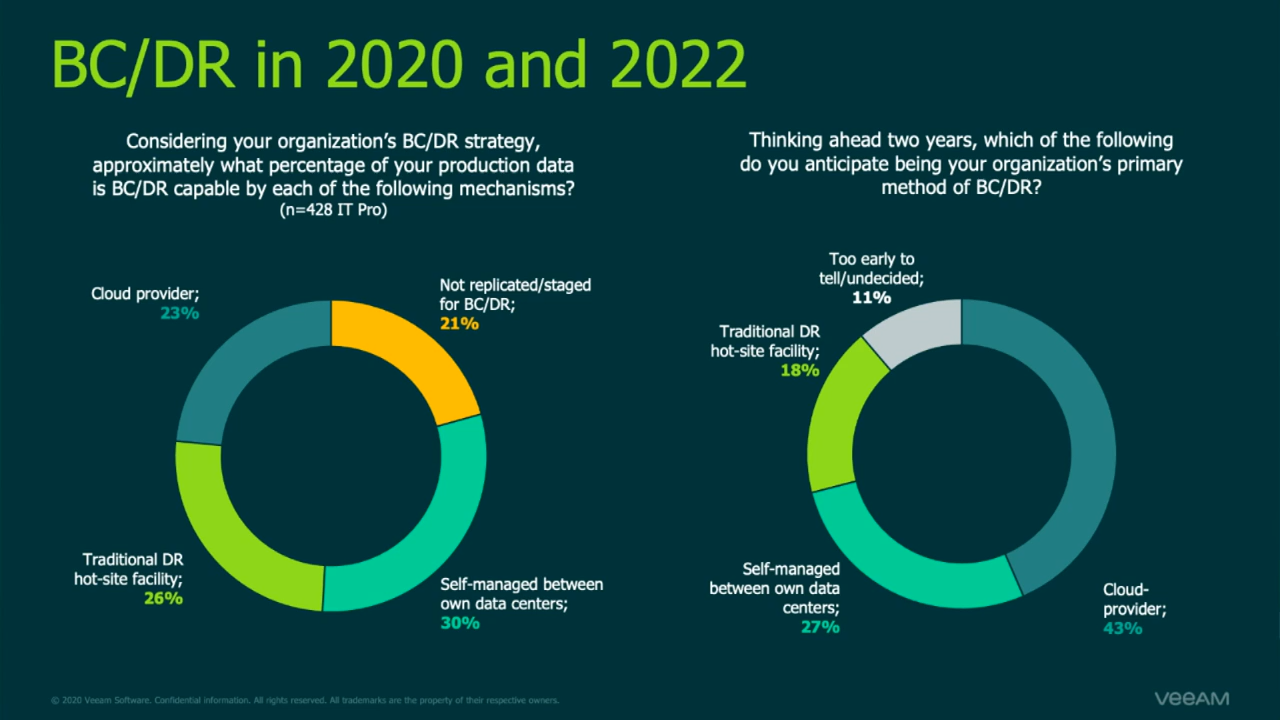 BC/DR in 2020 and 2022
Considering your organization's BC/DR strategy,
approximately what percentage of your production data
is BC/DR capable by each of the following mechanisms?
(n=428 IT Pro)
Cloud provider;
23%
Not replicated/staged
for BC/DR;
21%
Traditional DR
hot-site facility;
26%
Self-managed between
own data centers;
30%
Thinking ahead two years, which of the following
do you anticipate being your organization's primary
method of BC/DR?
Too early to
tell/undecided;
11%
Traditional DR
hot-site facility;
18%
Self-managed
between own data
centers;
27%
Cloud-
provider;
43%
© 2020 Veeam Software. Confidential information. All rights reserved. All trademarks are the property of their respective owners.
veeAM